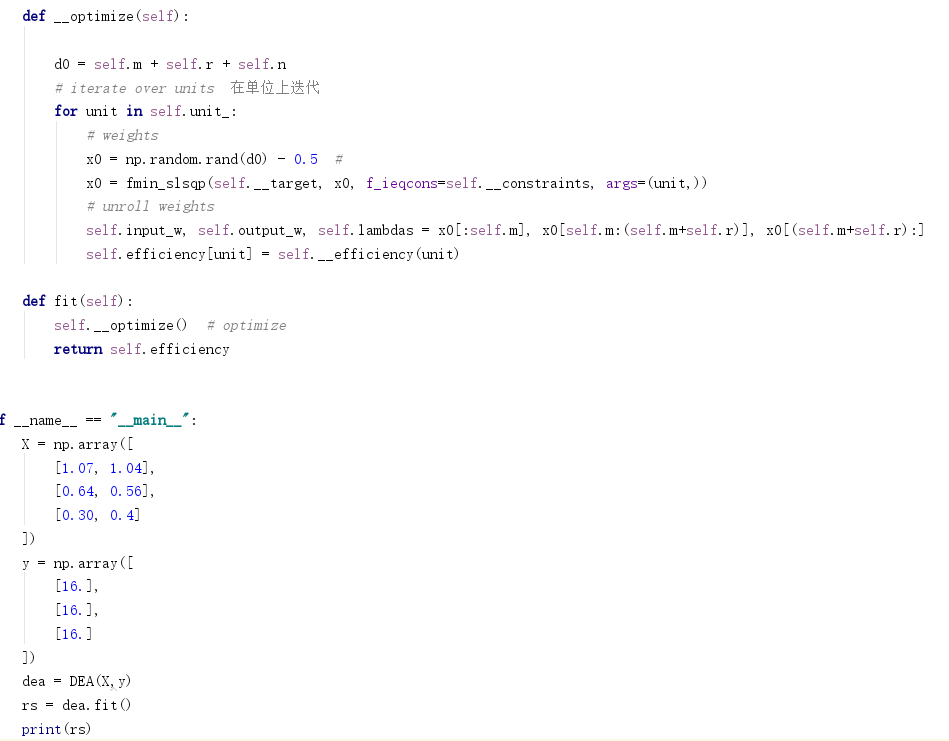 def __optimize(self):
d0 = self.m + self.r + self.n
# iterate over units 在单位上迭代
for unit in self.unit_:
# weights
x0 = np.random.rand(d0) - 0.5 #
x0 = fmin_slsqp(self.__target, x0, f_ieqcons=self.__constraints, args=(unit,))
# unroll weights
self.input_w, self.output_w, self.lambdas = x0[:self.m], x0[self.m:(self.m+self.r)], x0[(self.m+self.r):]
self.efficiency[unit] = self.__efficiency(unit)
def fit(self):
self.__optimize() # optimize
return self.efficiency
f __name__ == "__main__":
X = np.array([
[1.07, 1.04],
[0.64, 0.56],
[0.30, 0.4]
])
y = np.array([
[16.],
[16.],
[16.]
])
dea = DEA(X,y)
rs = dea.fit()
print(rs)